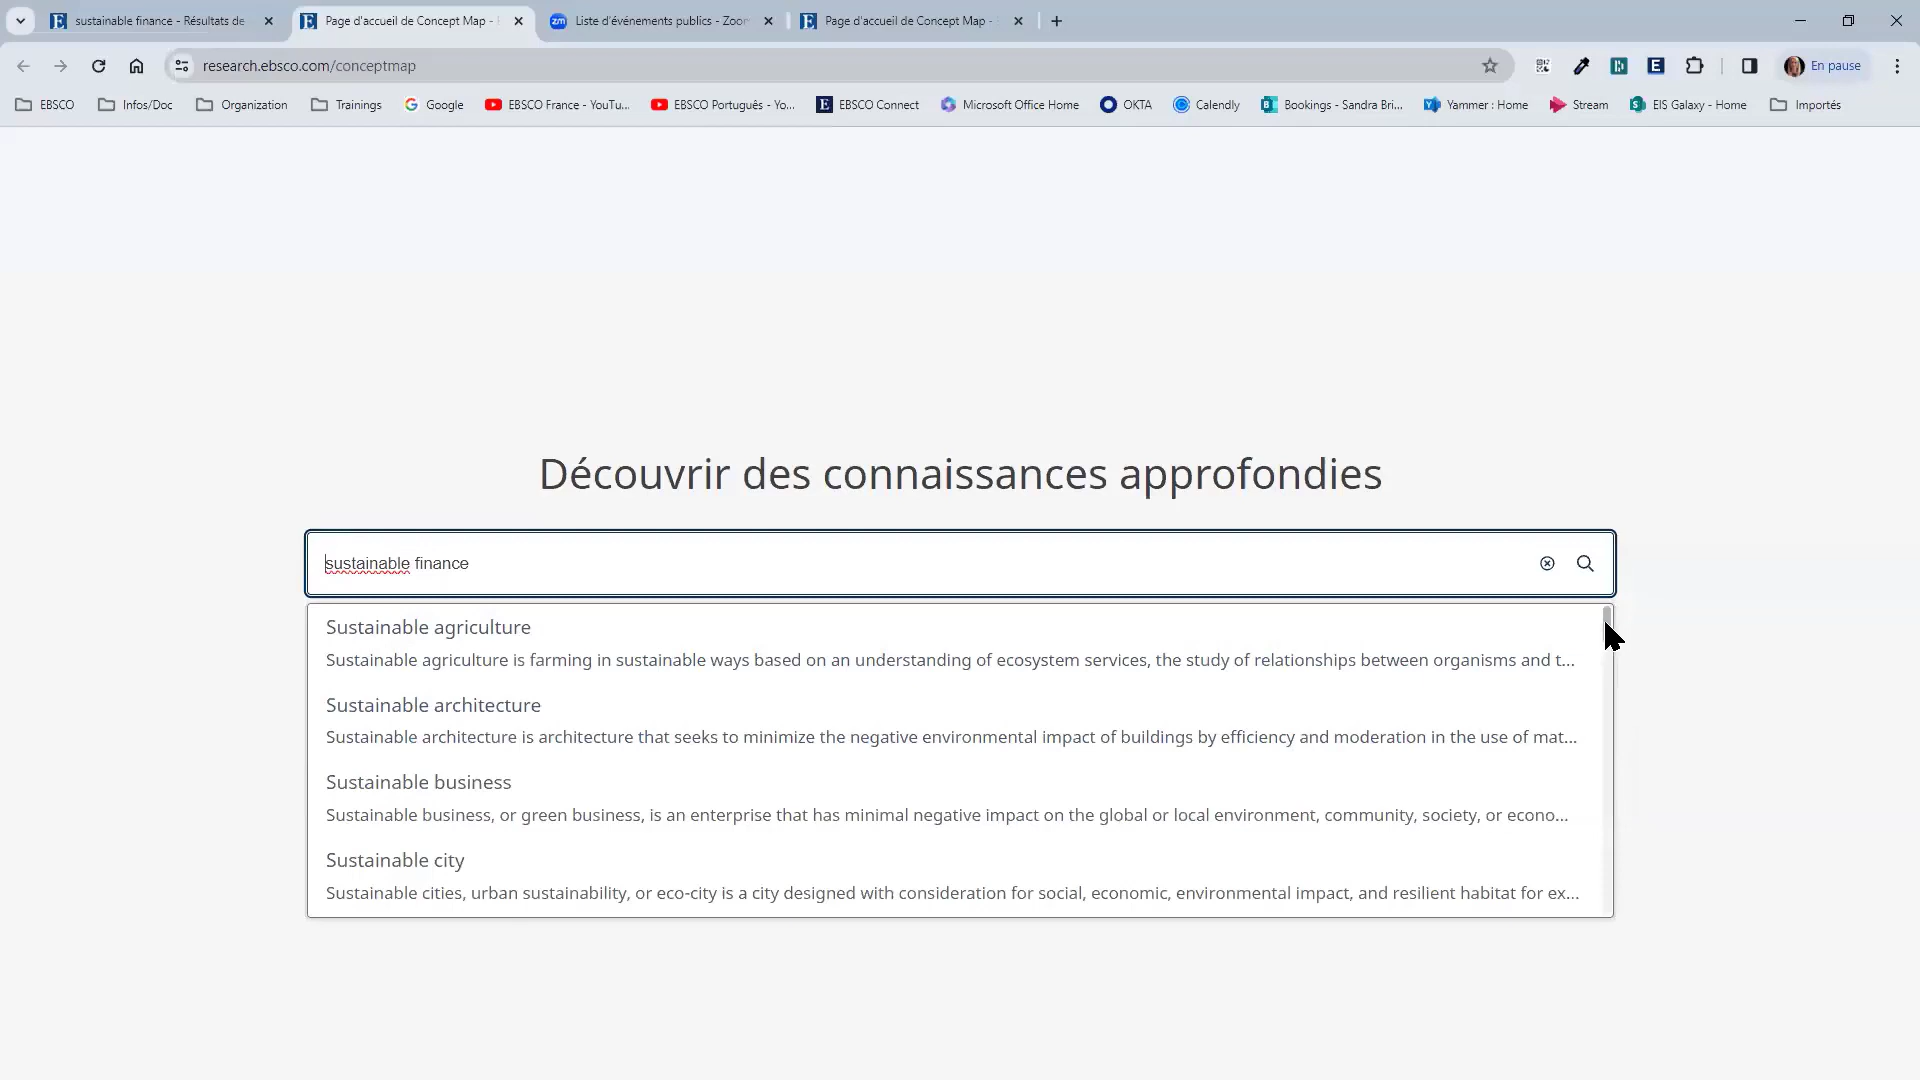 sustainable finance - Résultats de
Page d'accueil de Concept Map -
Liste d'événements publics - Zoom
Page d'accueil de Concept Map -
research.ebsco.com/conceptmap
En pause
EBSCO
Infos/Doc
Organization
Trainings
Google
EBSCO France - YouTu...
EBSCO Português - Yo...
EBSCO Connect
Microsoft Office Home
OKTA
Calendly
Bookings - Sandra Bri...
Yammer : Home
Stream
EIS Galaxy - Home
Importés
Découvrir des connaissances approfondies
sustainable finance
Sustainable agriculture
Sustainable agriculture is farming in sustainable ways based on an understanding of ecosystem services, the study of relationships between organisms and t...
Sustainable architecture
Sustainable architecture is architecture that seeks to minimize the negative environmental impact of buildings by efficiency and moderation in the use of mat...
Sustainable business
Sustainable business, or green business, is an enterprise that has minimal negative impact on the global or local environment, community, society, or econo...
Sustainable city
Sustainable cities, urban sustainability, or eco-city is a city designed with consideration for social, economic, environmental impact, and resilient habitat for ex...